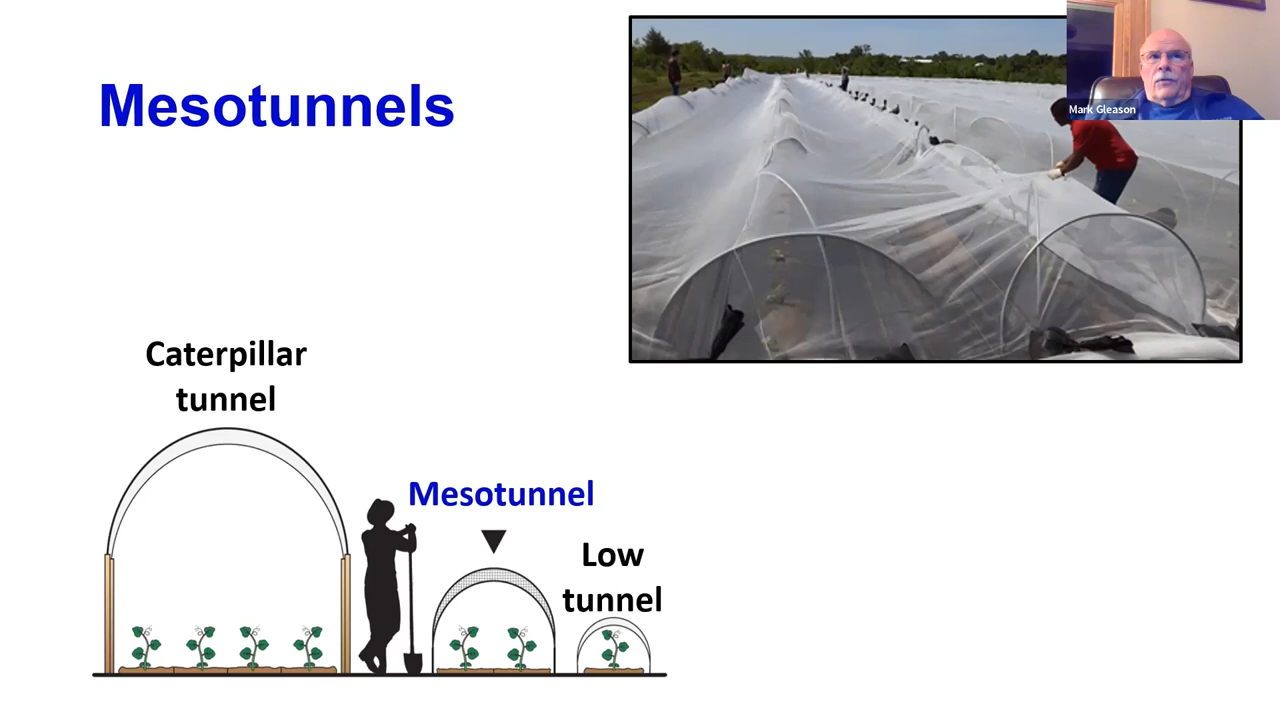 Mesotunnels
Mark Gleason
Caterpillar
tunnel
Mesotunnel
Low
tunnel